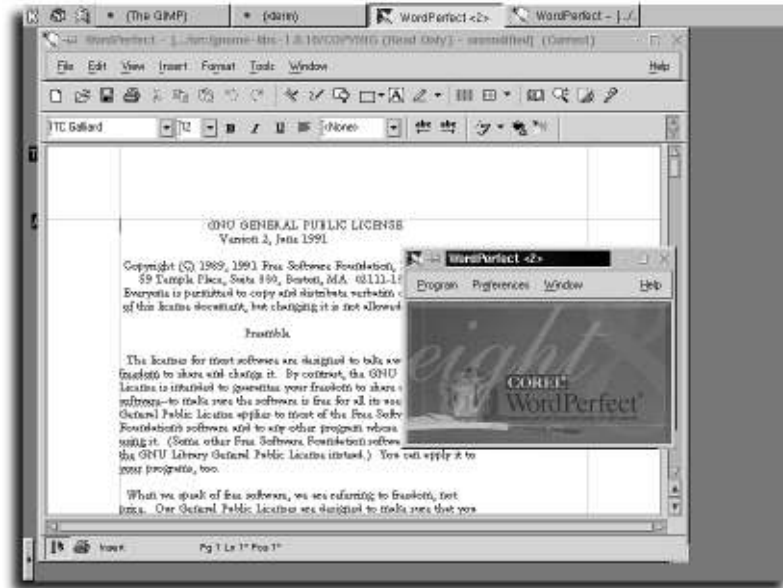 (The GIMP)
(xterm)
WordPerfect <2>
WordPerfect - [../.
WordPerfect - [../src/gnome-libs-1.0.10/COPYING (Read Only)] - unmodified] (Current)
File Edit View Insert Format Tools Window Help
ITC Galliard 12 B I U <None> abc abc
GNU GENERAL PUBLIC LICENSE
Version 2, June 1991
Copyright (C) 1989, 1991 Free Software Foundation,
59 Temple Place, Suite 330, Boston, MA 02111-1
Everyone is permitted to copy and distribute verbatim c
of this license document, but changing it is not allowed
Preamble
The licenses for most software are designed to take aw
freedom to share and change it. By contrast, the GNU
License is intended to guarantee your freedom to share
software--to make sure the software is free for all its use
General Public License applies to most of the Free Softw
Foundation's software and to any other program whose
using it. (Some other Free Software Foundation softwa
the GNU Library General Public License instead.) You can apply it to
your programs, too.
When we speak of free software, we are referring to freedom, not
price. Our General Public Licenses are designed to make sure that you
Insert Pg 1 Ln 1" Pos 1"
WordPerfect <2>
Program Preferences Window Help
eight
COREL
WordPerfect